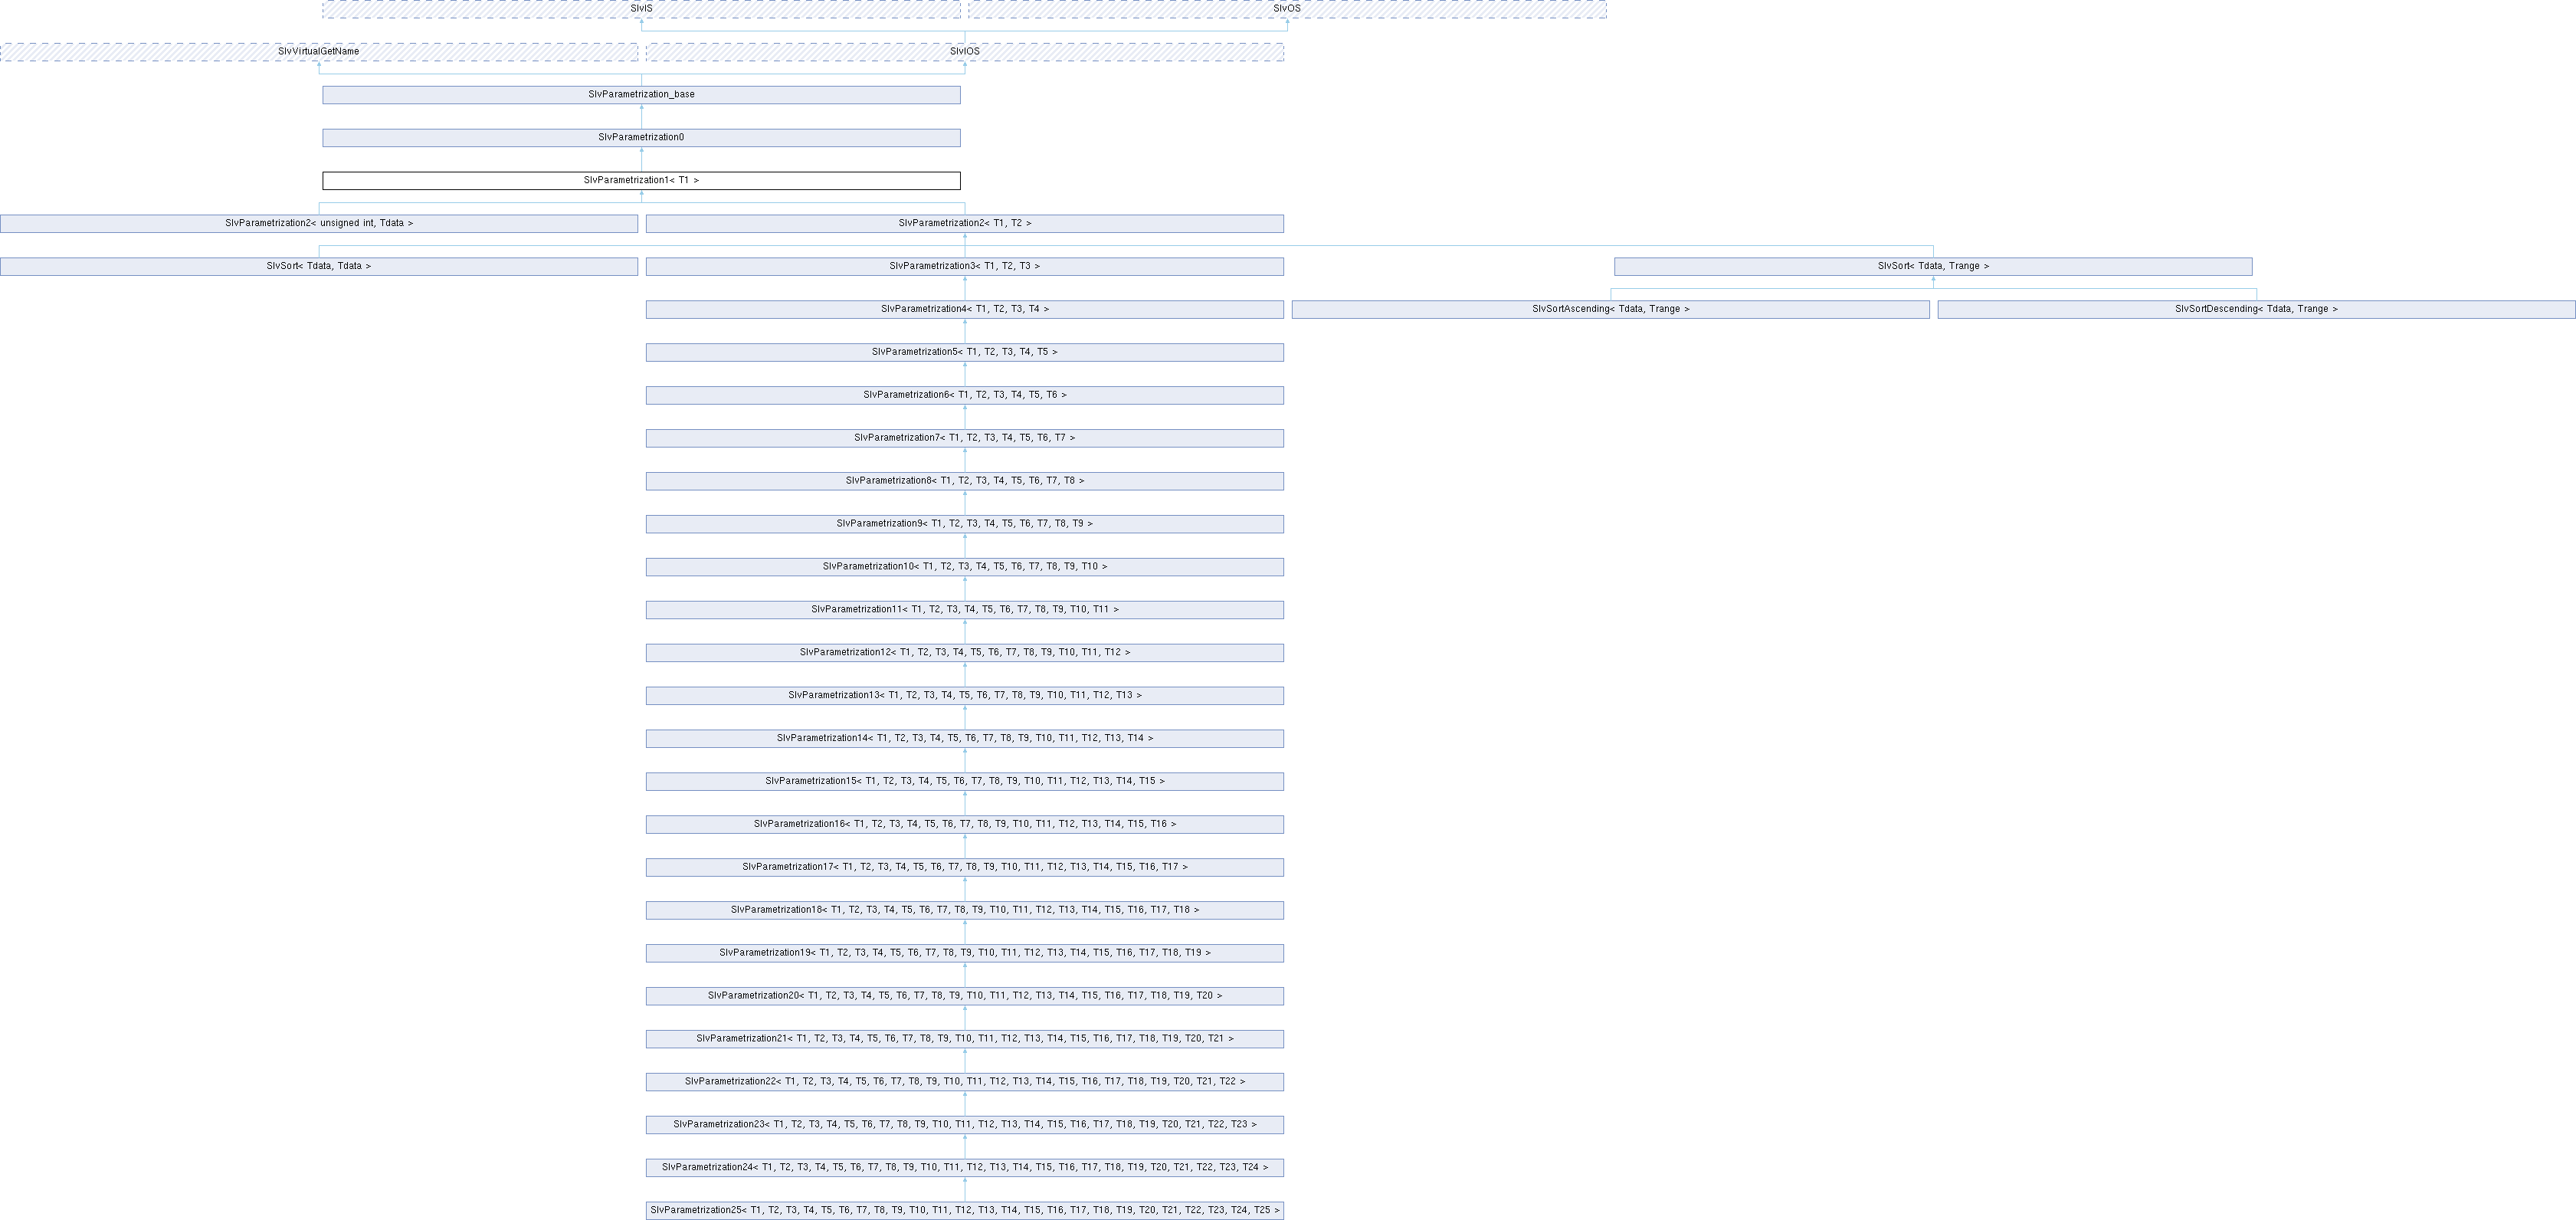 SlvIS
SlvOS
SlvVirtualGetName
SlvIOS
SlvParametrization_base
SlvParametrization0
SlvParametrization1< T1 >
SlvParametrization2< unsigned int, Tdata >
SlvParametrization2< T1, T2 >
SlvSort< Tdata, Tdata >
SlvParametrization3< T1, T2, T3 >
SlvSort< Tdata, Trange >
SlvParametrization4< T1, T2, T3, T4 >
SlvSortAscending< Tdata, Trange >
SlvSortDescending< Tdata, Trange >
SlvParametrization5< T1, T2, T3, T4, T5 >
SlvParametrization6< T1, T2, T3, T4, T5, T6 >
SlvParametrization7< T1, T2, T3, T4, T5, T6, T7 >
SlvParametrization8< T1, T2, T3, T4, T5, T6, T7, T8 >
SlvParametrization9< T1, T2, T3, T4, T5, T6, T7, T8, T9 >
SlvParametrization10< T1, T2, T3, T4, T5, T6, T7, T8, T9, T10 >
SlvParametrization11< T1, T2, T3, T4, T5, T6, T7, T8, T9, T10, T11 >
SlvParametrization12< T1, T2, T3, T4, T5, T6, T7, T8, T9, T10, T11, T12 >
SlvParametrization13< T1, T2, T3, T4, T5, T6, T7, T8, T9, T10, T11, T12, T13 >
SlvParametrization14< T1, T2, T3, T4, T5, T6, T7, T8, T9, T10, T11, T12, T13, T14 >
SlvParametrization15< T1, T2, T3, T4, T5, T6, T7, T8, T9, T10, T11, T12, T13, T14, T15 >
SlvParametrization16< T1, T2, T3, T4, T5, T6, T7, T8, T9, T10, T11, T12, T13, T14, T15, T16 >
SlvParametrization17< T1, T2, T3, T4, T5, T6, T7, T8, T9, T10, T11, T12, T13, T14, T15, T16, T17 >
SlvParametrization18< T1, T2, T3, T4, T5, T6, T7, T8, T9, T10, T11, T12, T13, T14, T15, T16, T17, T18 >
SlvParametrization19< T1, T2, T3, T4, T5, T6, T7, T8, T9, T10, T11, T12, T13, T14, T15, T16, T17, T18, T19 >
SlvParametrization20< T1, T2, T3, T4, T5, T6, T7, T8, T9, T10, T11, T12, T13, T14, T15, T16, T17, T18, T19, T20 >
SlvParametrization21< T1, T2, T3, T4, T5, T6, T7, T8, T9, T10, T11, T12, T13, T14, T15, T16, T17, T18, T19, T20, T21 >
SlvParametrization22< T1, T2, T3, T4, T5, T6, T7, T8, T9, T10, T11, T12, T13, T14, T15, T16, T17, T18, T19, T20, T21, T22 >
SlvParametrization23< T1, T2, T3, T4, T5, T6, T7, T8, T9, T10, T11, T12, T13, T14, T15, T16, T17, T18, T19, T20, T21, T22, T23 >
SlvParametrization24< T1, T2, T3, T4, T5, T6, T7, T8, T9, T10, T11, T12, T13, T14, T15, T16, T17, T18, T19, T20, T21, T22, T23, T24 >
SlvParametrization25< T1, T2, T3, T4, T5, T6, T7, T8, T9, T10, T11, T12, T13, T14, T15, T16, T17, T18, T19, T20, T21, T22, T23, T24, T25 >